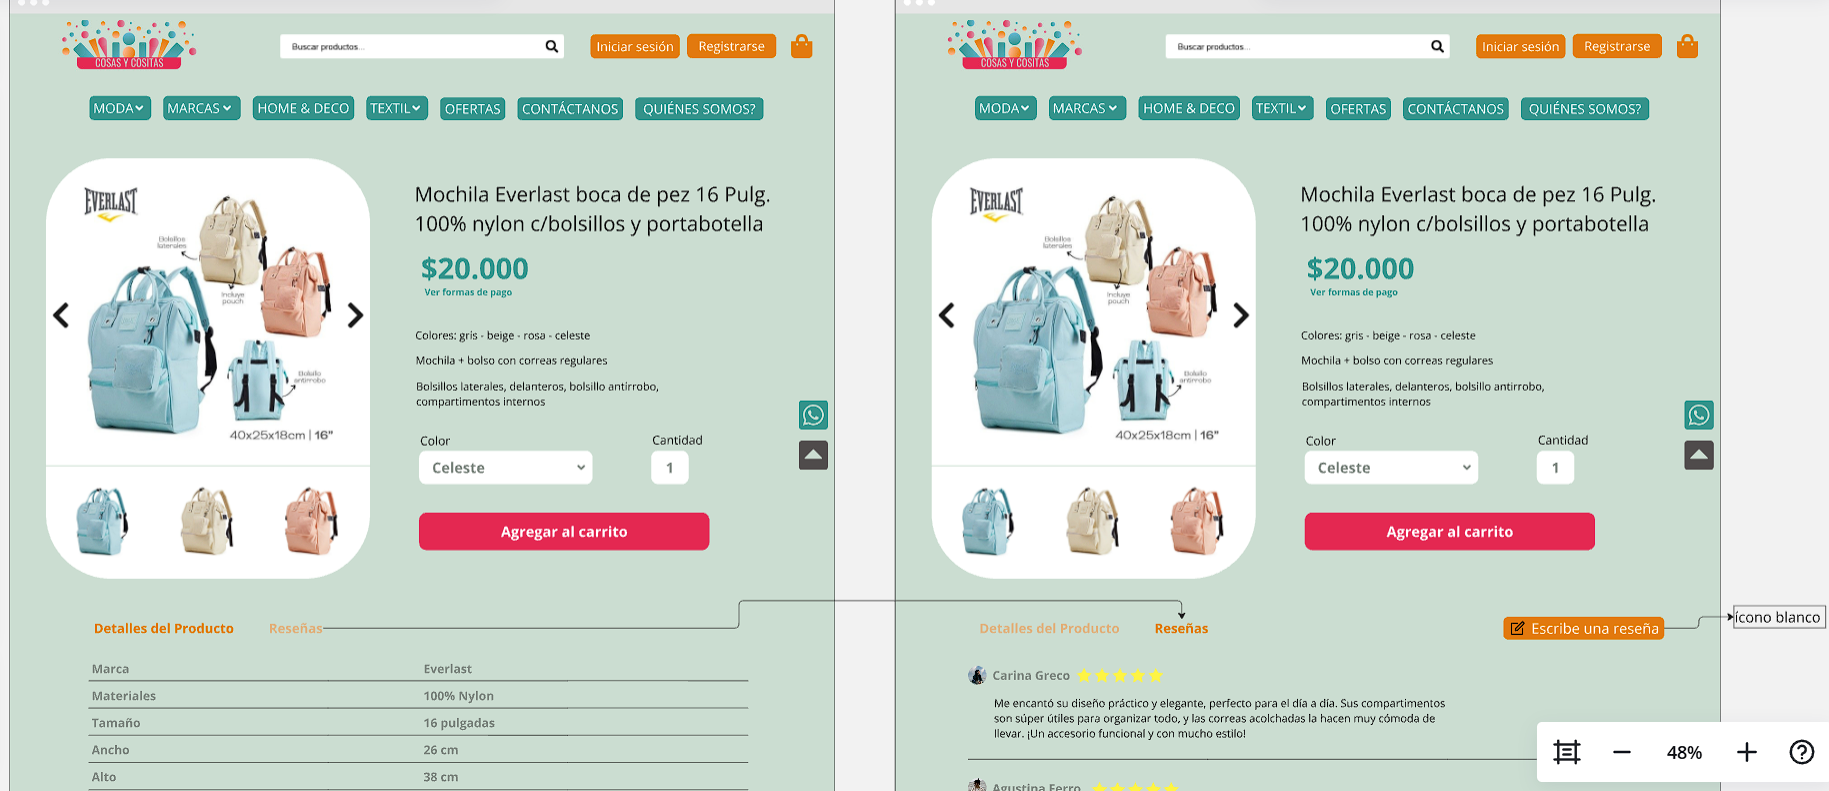 COSAS Y COSITAS
Buscar productos...
Iniciar sesión
Registrarse
MODA
MARCAS
HOME & DECO
TEXTIL
OFERTAS
CONTÁCTANOS
QUIÉNES SOMOS?
EVERLAST
Bolsillos
laterales
Incluye
pouch
Bolsillo
antirrobo
40x25x18cm | 16"
Mochila Everlast boca de pez 16 Pulg.
100% nylon c/bolsillos y portabotella
$20.000
Ver formas de pago
Colores: gris - beige - rosa - celeste
Mochila + bolso con correas regulares
Bolsillos laterales, delanteros, bolsillo antirrobo,
compartimentos internos
Color
Cantidad
Celeste
1
Agregar al carrito
Detalles del Producto
Reseñas
Marca Everlast
Materiales 100% Nylon
Tamaño 16 pulgadas
Ancho 26 cm
Alto 38 cm
COSAS Y COSITAS
Buscar productos...
Iniciar sesión
Registrarse
MODA
MARCAS
HOME & DECO
TEXTIL
OFERTAS
CONTÁCTANOS
QUIÉNES SOMOS?
EVERLAST
Bolsillos
laterales
Incluye
pouch
Bolsillo
antirrobo
40x25x18cm | 16"
Mochila Everlast boca de pez 16 Pulg.
100% nylon c/bolsillos y portabotella
$20.000
Ver formas de pago
Colores: gris - beige - rosa - celeste
Mochila + bolso con correas regulares
Bolsillos laterales, delanteros, bolsillo antirrobo,
compartimentos internos
Color
Cantidad
Celeste
1
Agregar al carrito
Detalles del Producto
Reseñas
Escribe una reseña
ícono blanco
Carina Greco
Me encantó su diseño práctico y elegante, perfecto para el día a día. Sus compartimentos
son súper útiles para organizar todo, y las correas acolchadas la hacen muy cómoda de
llevar. ¡Un accesorio funcional y con mucho estilo!
Agustina Ferro
48%